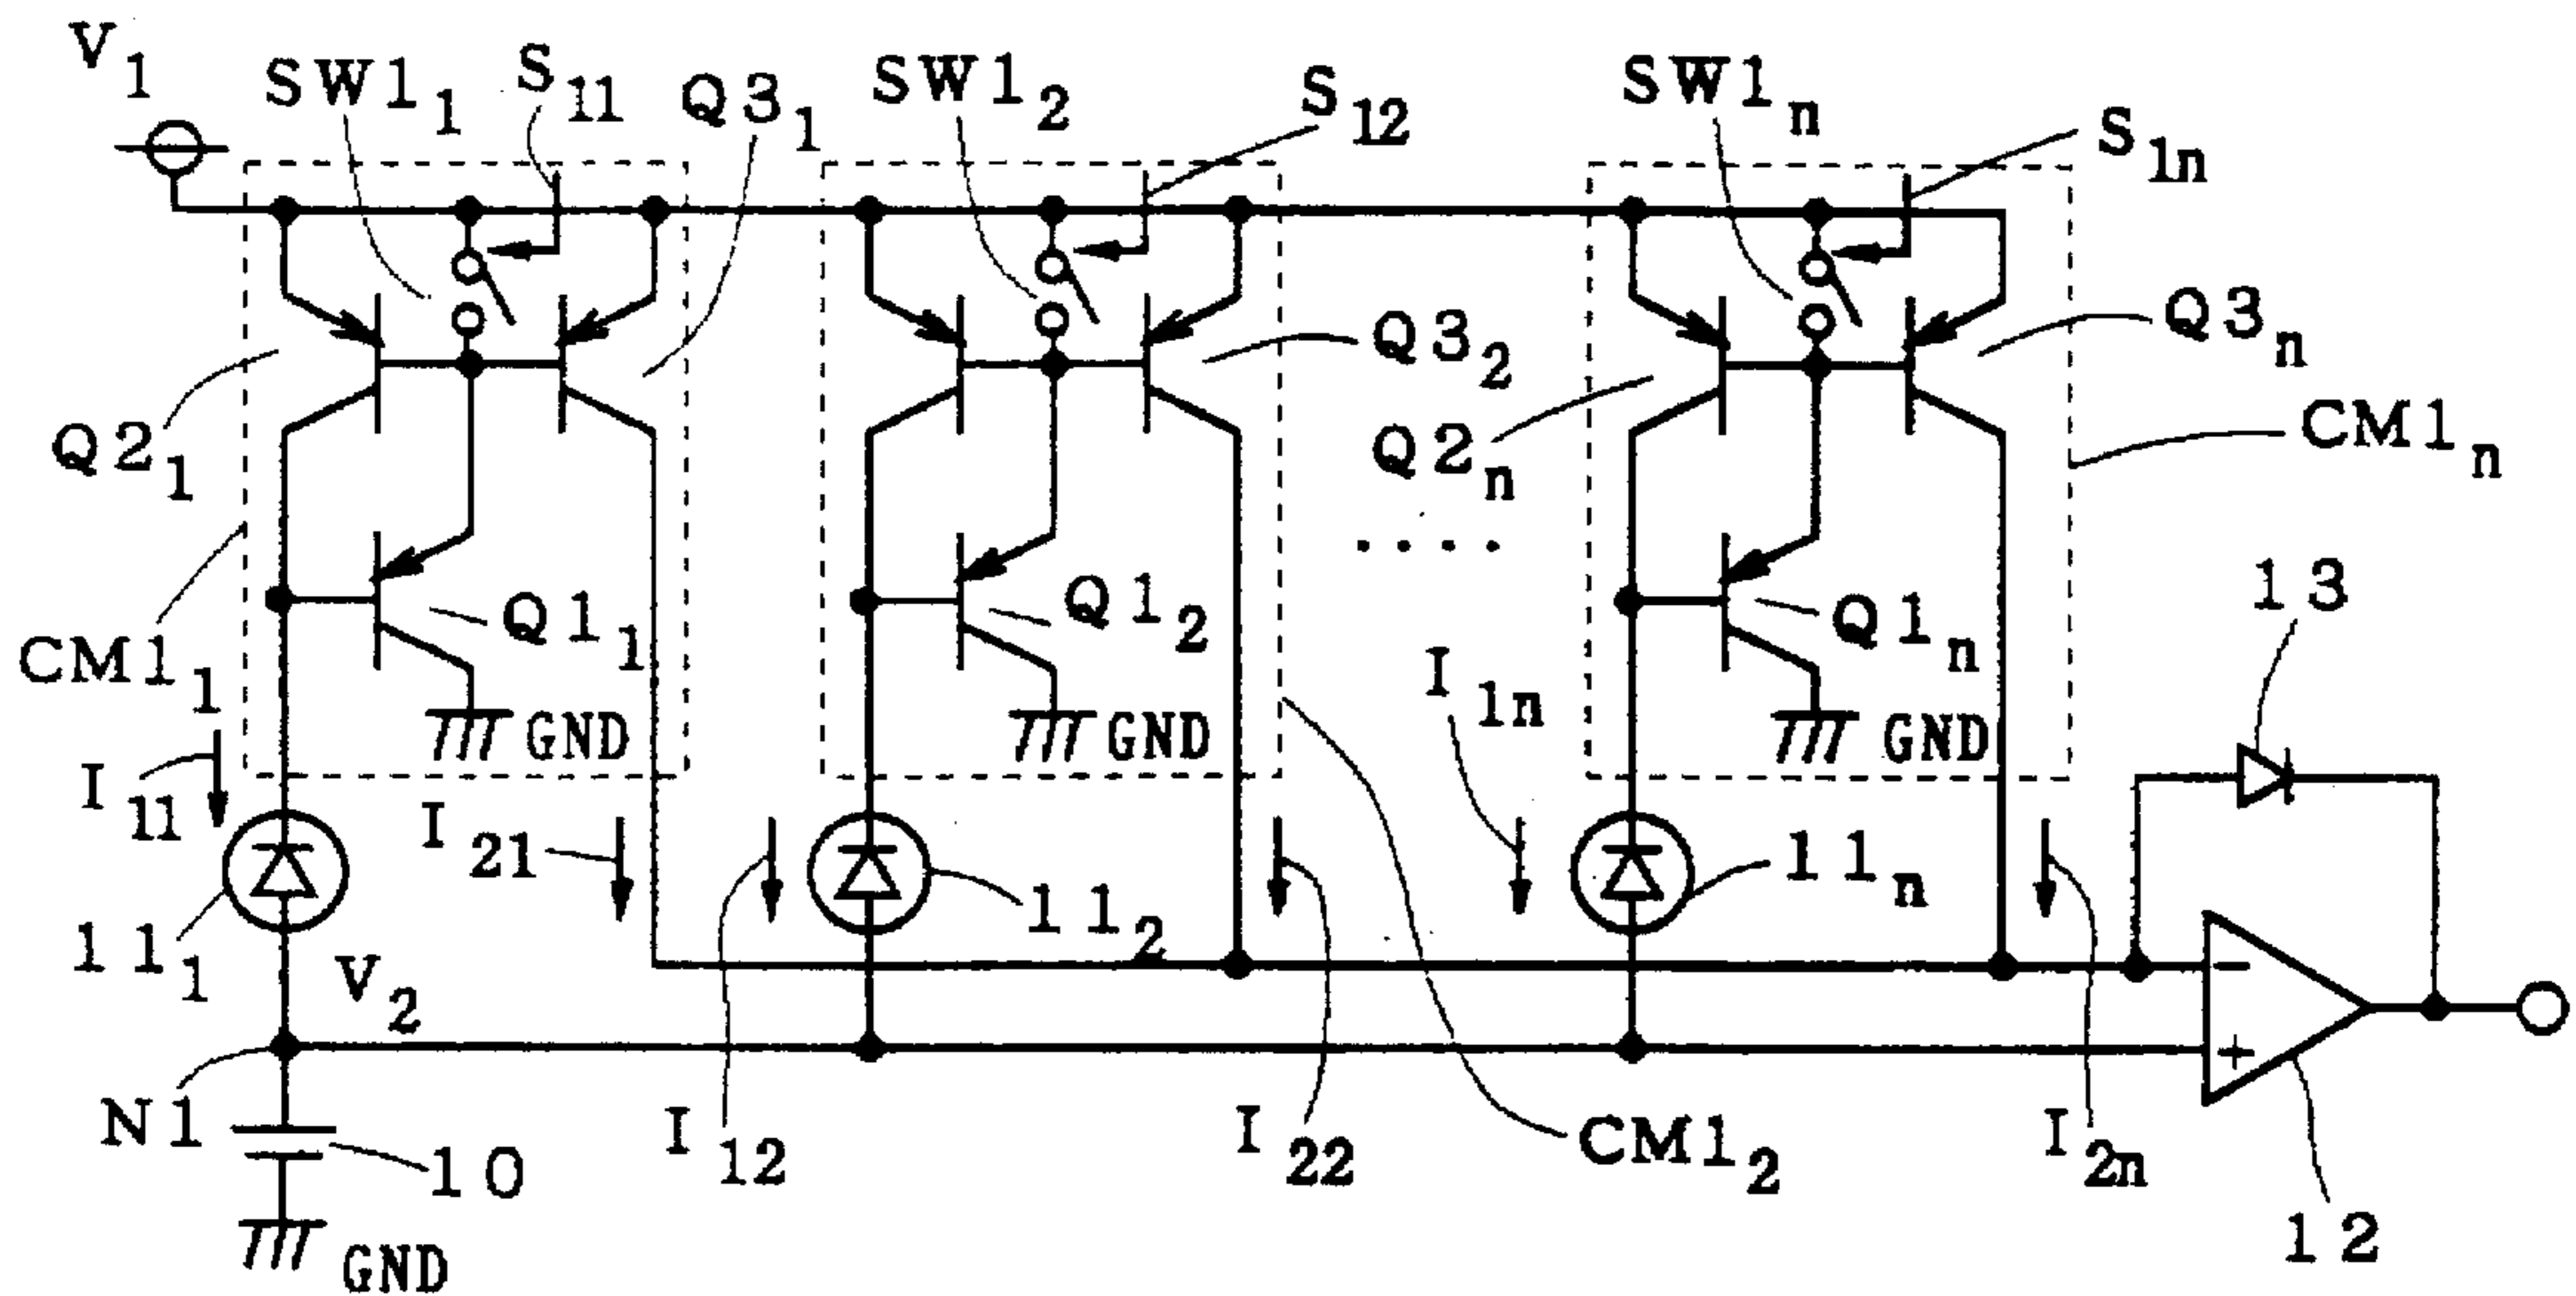 V1
SW11
S11
Q31
SW12
S12
SW1n
S1n
Q21
Q32
Q2n
Q3n
CM1n
CM11
Q11
Q12
Q1n
13
GND
GND
GND
I11
I21
I1n
111
112
11n
V2
N1
10
I12
I22
CM12
I2n
12
GND
−
+